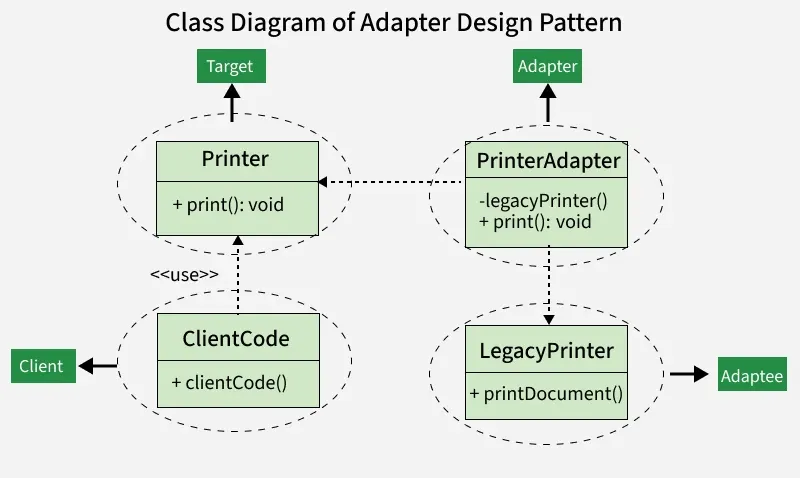 Class Diagram of Adapter Design Pattern
Target
Adapter
Printer
+ print(): void
PrinterAdapter
-legacyPrinter()
+ print(): void
<<use>>
ClientCode
+ clientCode()
Client
LegacyPrinter
+ printDocument()
Adaptee